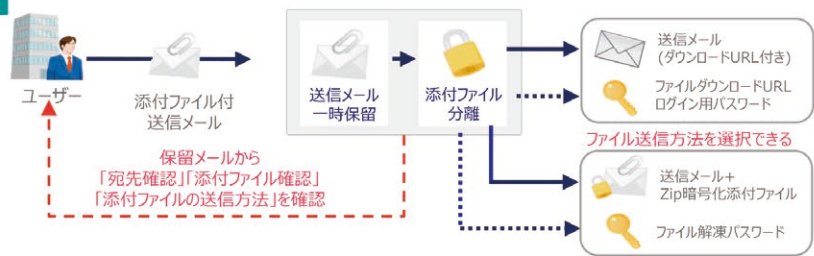 ユーザー
添付ファイル付
送信メール
送信メール
一時保留
添付ファイル
分離
送信メール
(ダウンロードURL付き)
ファイルダウンロードURL
ログイン用パスワード
ファイル送信方法を選択できる
送信メール+
Zip暗号化添付ファイル
ファイル解凍パスワード
保留メールから
「宛先確認」「添付ファイル確認」
「添付ファイルの送信方法」を確認